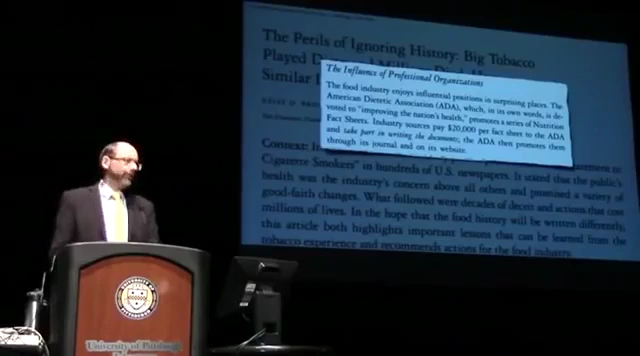 The Perils of Ignoring History: Big Tobacco
Played
Similar
The Influence of Professional Organizations
The food industry enjoys influential positions in surprising places. The
American Dietetic Association (ADA), which, in its own words, is de-
voted to "improving the nation's health," promotes a series of Nutrition
Fact Sheets. Industry sources pay $20,000 per fact sheet to the ADA
and take part in writing the documents; the ADA then promotes them
through its journal and on its website.
Context:
Cigarette Smokers" in hundreds of U.S. newspapers. It stated that the public's
health was the industry's concern above all others and promised a variety of
good-faith changes. What followed were decades of deceit and actions that cost
millions of lives. In the hope that the food history will be written differently,
this article both highlights important lessons that can be learned from the
tobacco experience and recommends actions for the food industry.
UNIVERSITY OF
PITTSBURGH
University of Pittsburgh